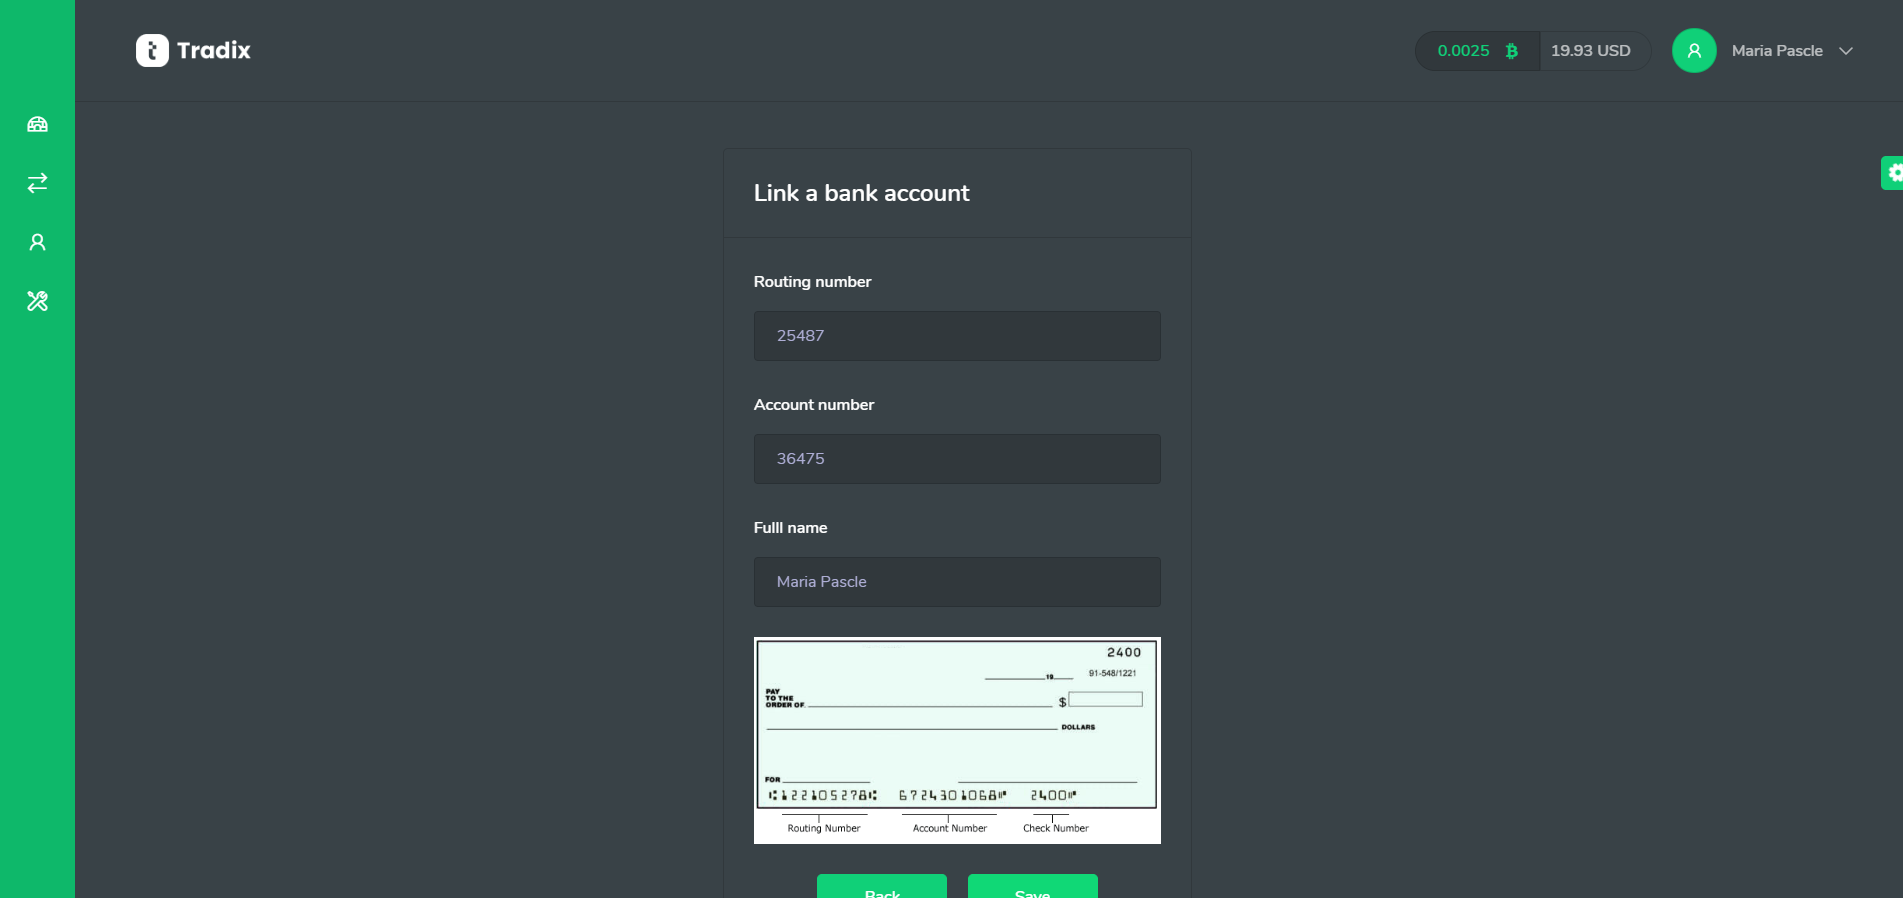 Tradix
0.0025 19.93 USD Maria Pascle
Link a bank account
Routing number
25487
Account number
36475
Fulll name
Maria Pascle
2400
19 91-548/1221
PAY
TO THE
ORDER OF $
DOLLARS
FOR
⑆122105278⑆ 6724301068⑈ 2400⑈
Routing Number Account Number Check Number
Back Save